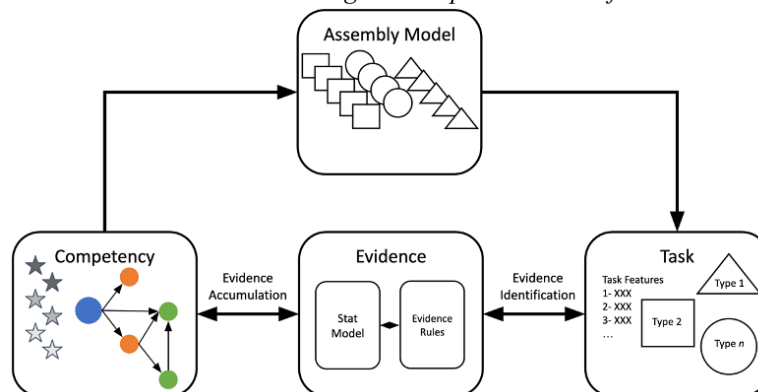 Assembly Model
Competency
Evidence
Accumulation
Evidence
Stat
Model
Evidence
Rules
Evidence
Identification
Task
Task Features
1- XXX
2- XXX
3- XXX
...
Type 1
Type 2
Type n